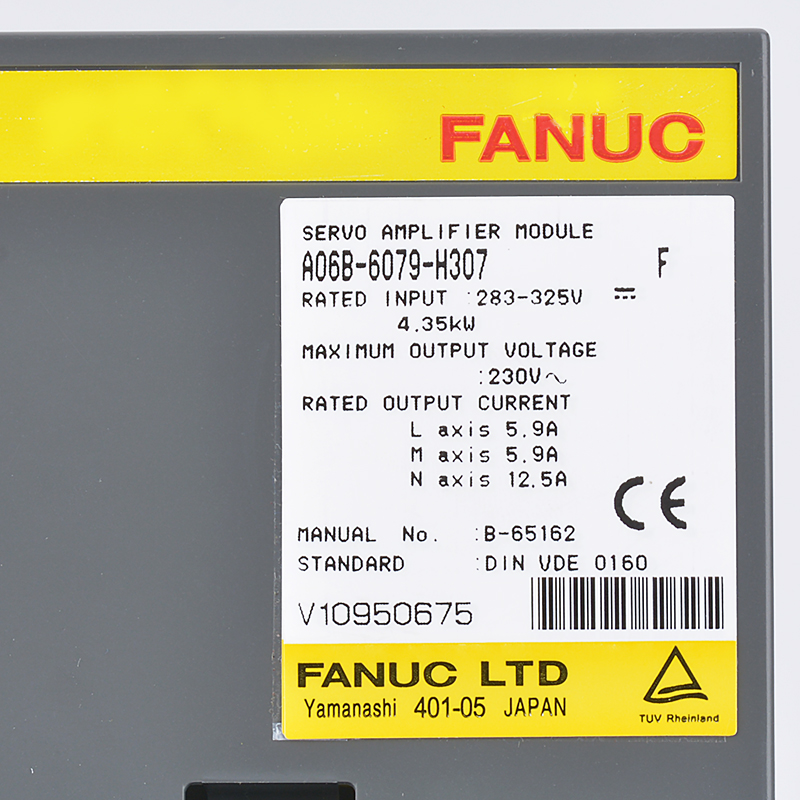 FANUC
SERVO AMPLIFIER MODULE
A06B-6079-H307 F
RATED INPUT :283-325V ⎓
4.35kW
MAXIMUM OUTPUT VOLTAGE
:230V～
RATED OUTPUT CURRENT
L axis 5.9A
M axis 5.9A
N axis 12.5A
CE
MANUAL No. :B-65162
STANDARD :DIN VDE 0160
V10950675
FANUC LTD
Yamanashi 401-05 JAPAN
TUV Rheinland